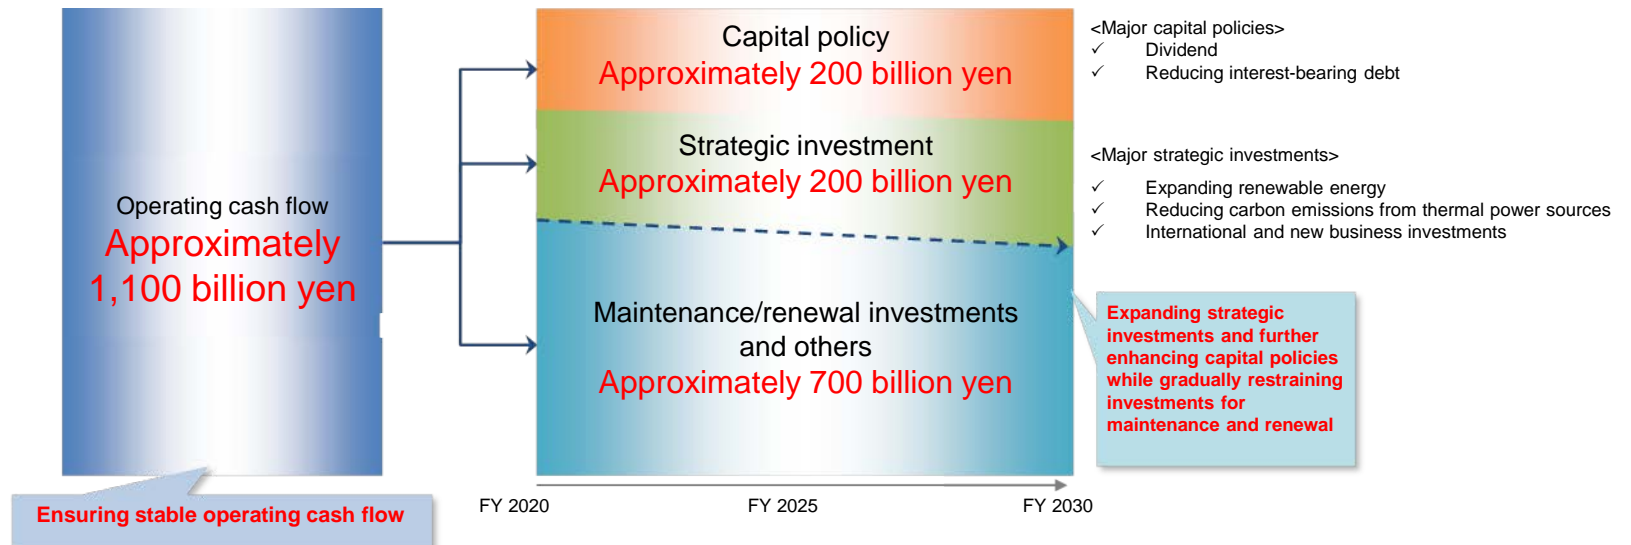 Operating cash flow
Approximately
1,100 billion yen
Ensuring stable operating cash flow
Capital policy
Approximately 200 billion yen
Strategic investment
Approximately 200 billion yen
Maintenance/renewal investments
and others
Approximately 700 billion yen
FY 2020
FY 2025
FY 2030
<Major capital policies>
✓ Dividend
✓ Reducing interest-bearing debt
<Major strategic investments>
✓ Expanding renewable energy
✓ Reducing carbon emissions from thermal power sources
✓ International and new business investments
Expanding strategic
investments and further
enhancing capital policies
while gradually restraining
investments for
maintenance and renewal